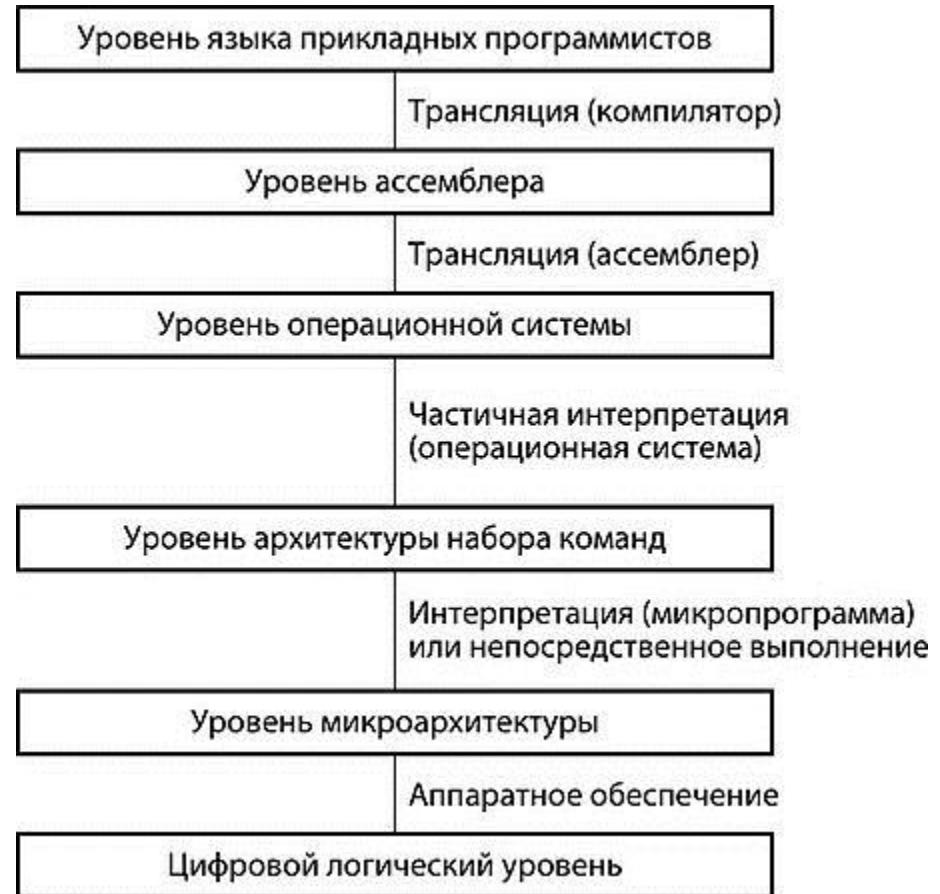 Уровень языка прикладных программистов
Трансляция (компилятор)
Уровень ассемблера
Трансляция (ассемблер)
Уровень операционной системы
Частичная интерпретация
(операционная система)
Уровень архитектуры набора команд
Интерпретация (микропрограмма)
или непосредственное выполнение
Уровень микроархитектуры
Аппаратное обеспечение
Цифровой логический уровень